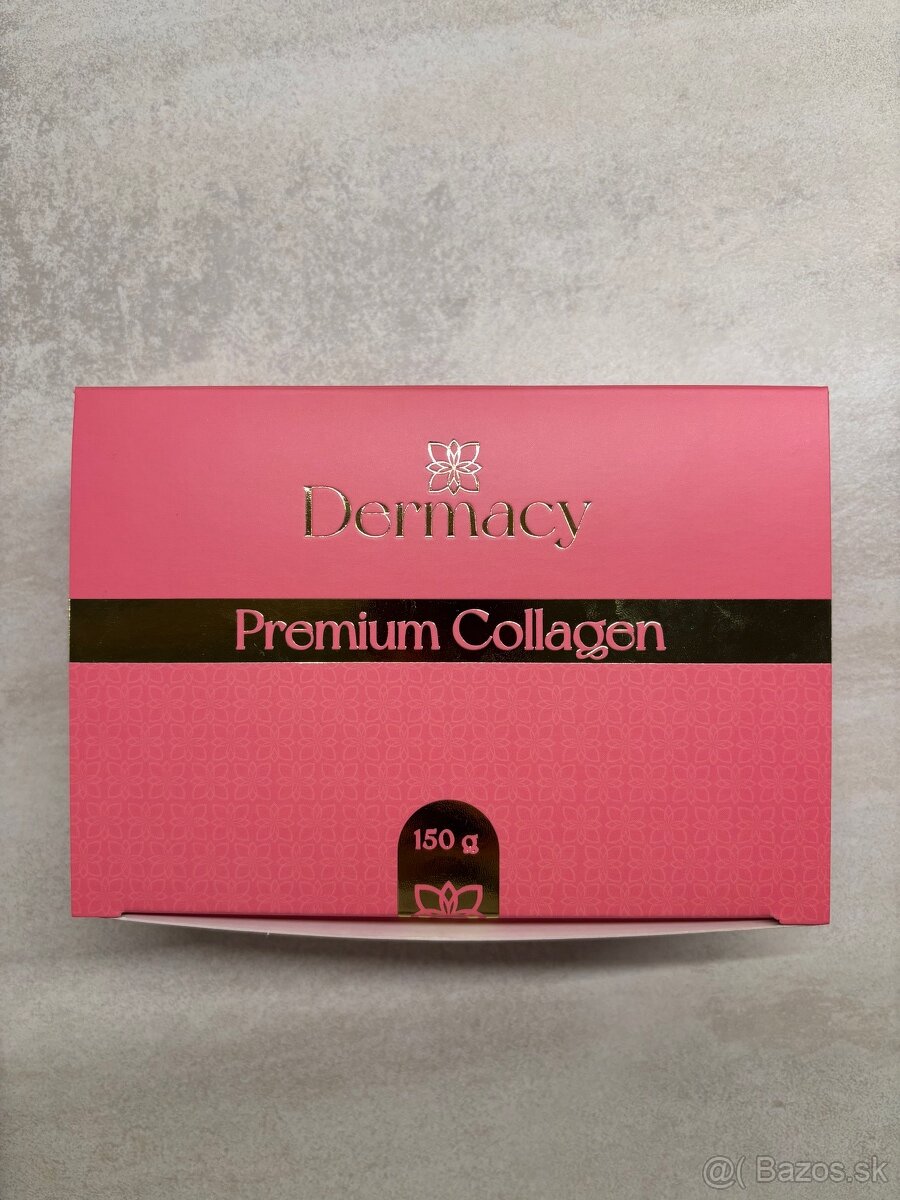 Dermacy
Premium Collagen
150 g
@( Bazos.sk